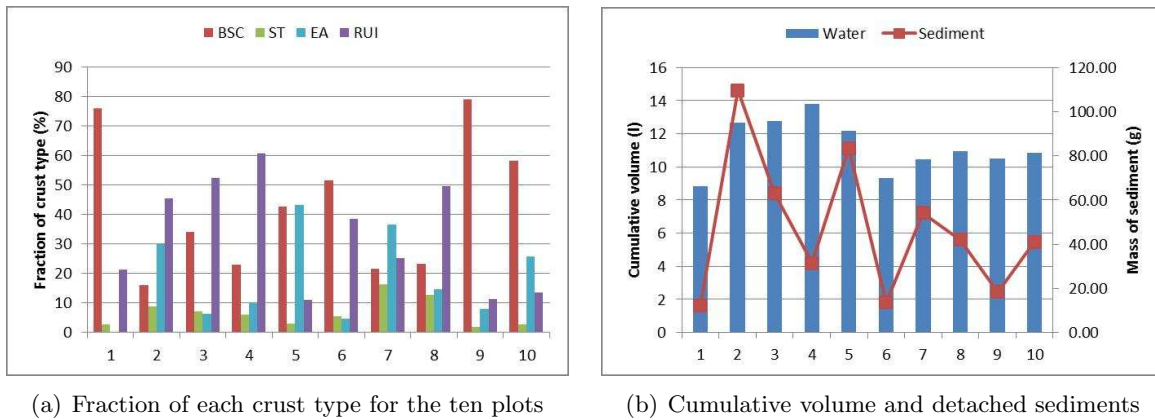 BSC ST EA RUI
Fraction of crust type (%)
90
80
70
60
50
40
30
20
10
0
1 2 3 4 5 6 7 8 9 10
(a) Fraction of each crust type for the ten plots
Water Sediment
Cumulative volume (l)
16
14
12
10
8
6
4
2
0
120.00
100.00
80.00
60.00
40.00
20.00
0.00
Mass of sediment (g)
1 2 3 4 5 6 7 8 9 10
(b) Cumulative volume and detached sediments